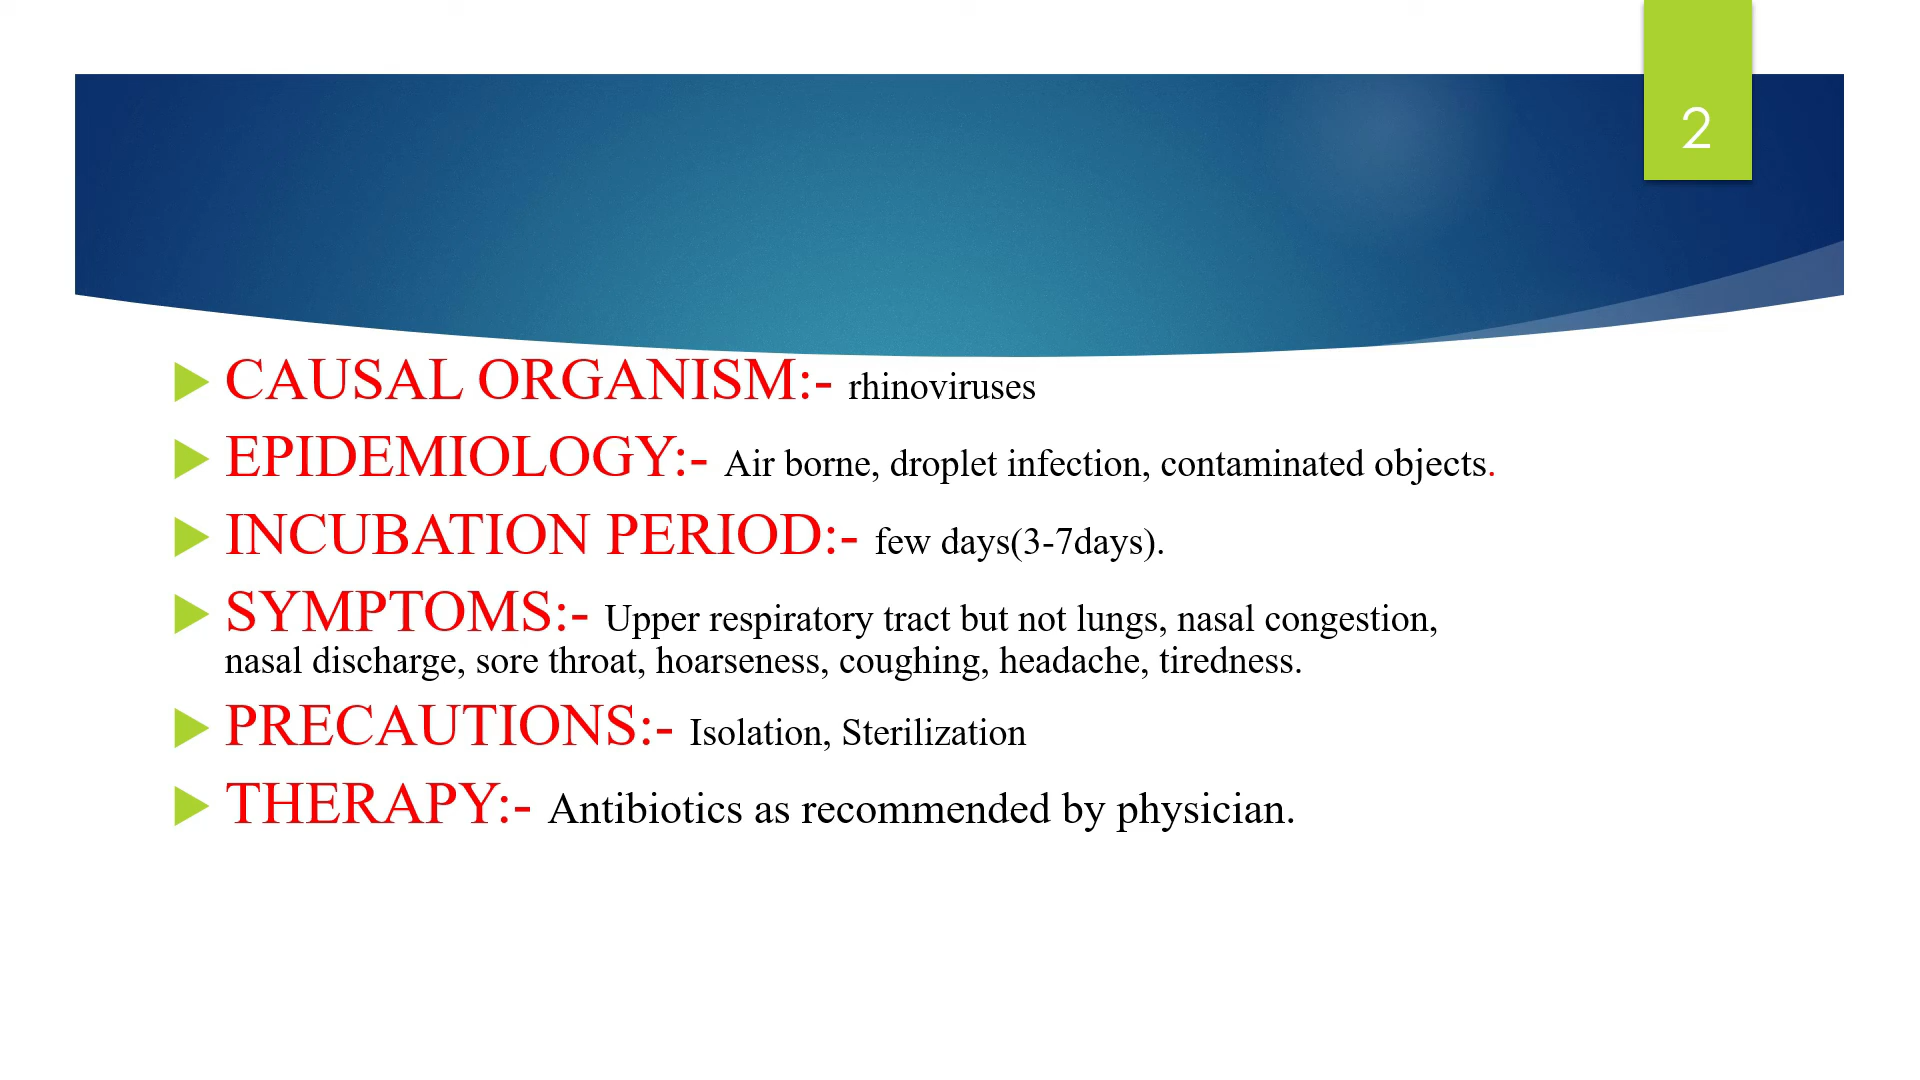 2
CAUSAL ORGANISM:- rhinoviruses
EPIDEMIOLOGY:- Air borne, droplet infection, contaminated objects.
INCUBATION PERIOD:- few days(3-7days).
SYMPTOMS:- Upper respiratory tract but not lungs, nasal congestion,
nasal discharge, sore throat, hoarseness, coughing, headache, tiredness.
PRECAUTIONS:- Isolation, Sterilization
THERAPY:- Antibiotics as recommended by physician.